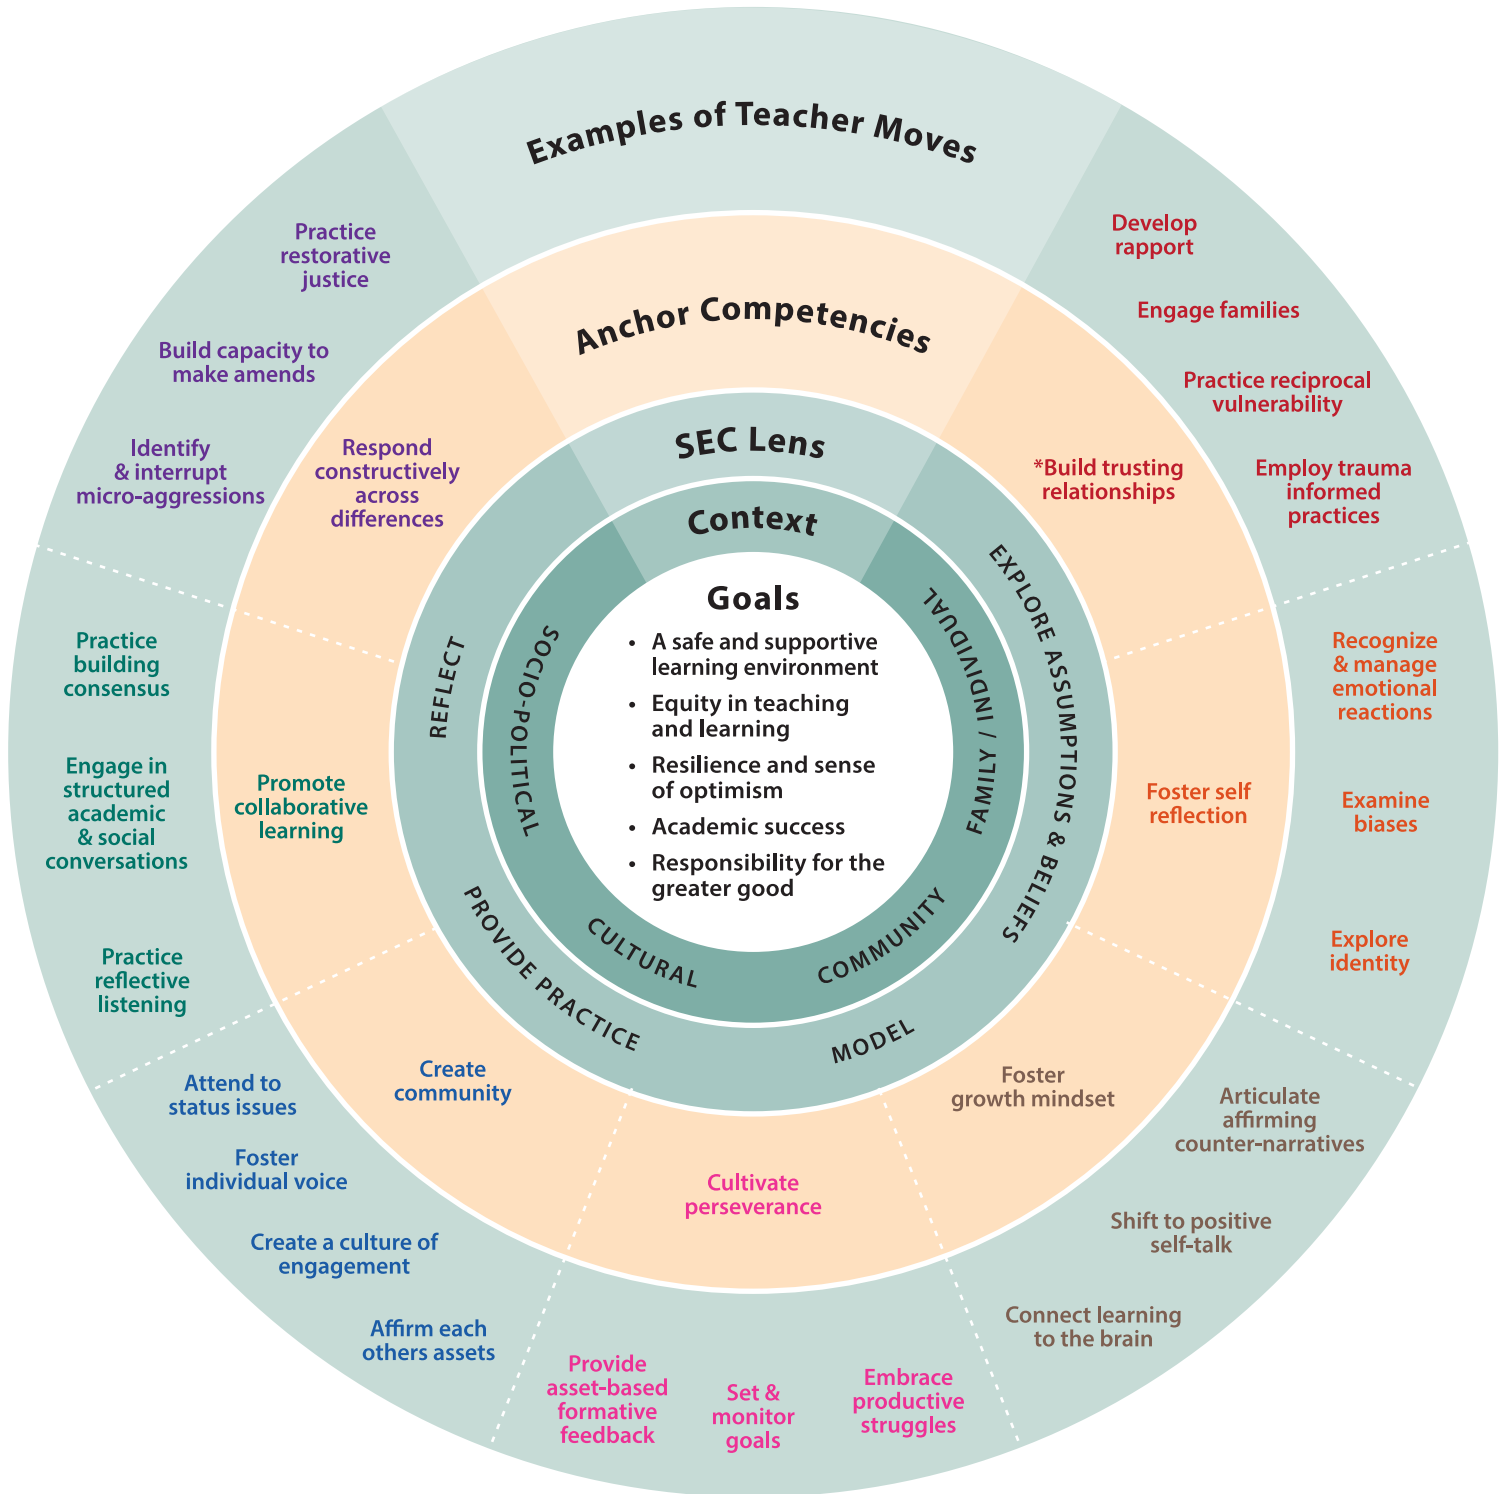 Examples of Teacher Moves
Anchor Competencies
SEC Lens
Context
Goals
• A safe and supportive
learning environment
• Equity in teaching
and learning
• Resilience and sense
of optimism
• Academic success
• Responsibility for the
greater good
FAMILY / INDIVIDUAL
COMMUNITY
CULTURAL
SOCIO-POLITICAL
EXPLORE ASSUMPTIONS & BELIEFS
MODEL
PROVIDE PRACTICE
REFLECT
*Build trusting
relationships
Develop
rapport
Engage families
Practice reciprocal
vulnerability
Employ trauma
informed
practices
Foster self
reflection
Recognize
& manage
emotional
reactions
Examine
biases
Explore
identity
Foster
growth mindset
Articulate
affirming
counter-narratives
Shift to positive
self-talk
Connect learning
to the brain
Cultivate
perseverance
Embrace
productive
struggles
Set &
monitor
goals
Provide
asset-based
formative
feedback
Create
community
Affirm each
others assets
Create a culture of
engagement
Foster
individual voice
Attend to
status issues
Promote
collaborative
learning
Practice
reflective
listening
Engage in
structured
academic
& social
conversations
Practice
building
consensus
Respond
constructively
across
differences
Identify
& interrupt
micro-aggressions
Build capacity to
make amends
Practice
restorative
justice